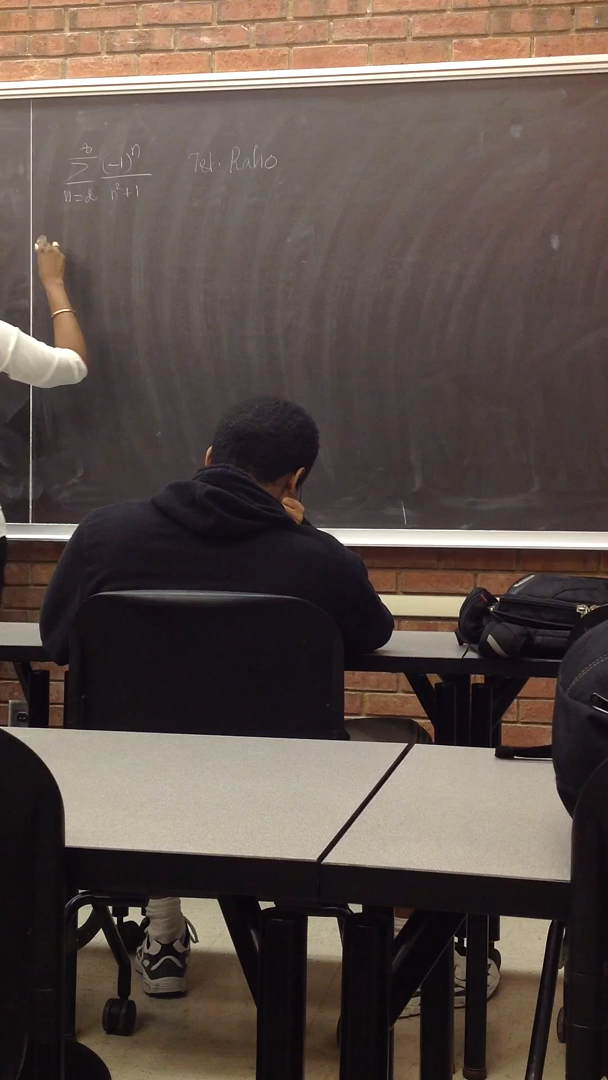 ∞
∑ (-1)^n / n²+1 Test. Ratio
n=2